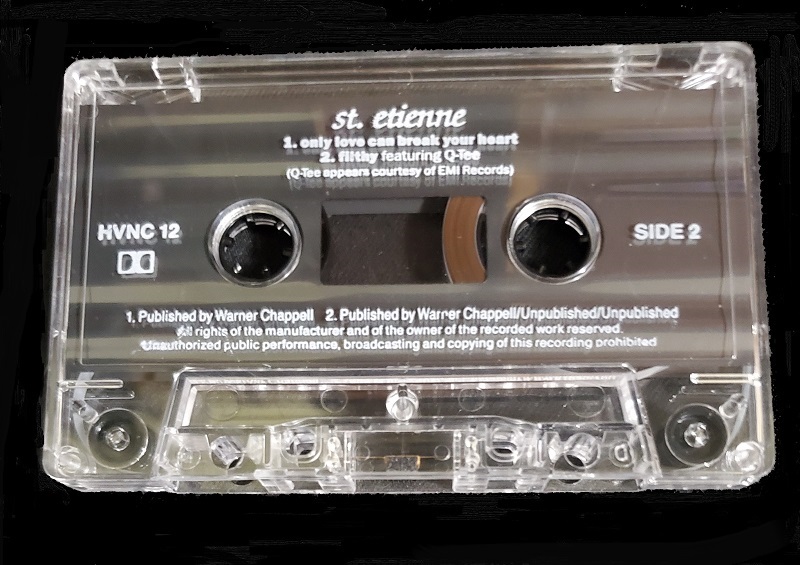 st. etienne
1. only love can break your heart
2. filthy featuring Q-Tee
(Q-Tee appears courtesy of EMI Records)
HVNC 12
SIDE 2
1. Published by Warner Chappell 2. Published by Warner Chappell/Unpublished/Unpublished
All rights of the manufacturer and of the owner of the recorded work reserved.
Unauthorized public performance, broadcasting and copying of this recording prohibited